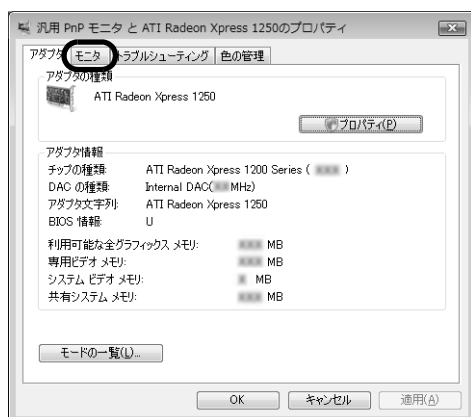 汎用 PnP モニタ と ATI Radeon Xpress 1250のプロパティ
アダプタ モニタ トラブルシューティング 色の管理
アダプタの種類
ATI Radeon Xpress 1250
プロパティ(P)
アダプタ情報
チップの種類: ATI Radeon Xpress 1200 Series ( )
DAC の種類: Internal DAC( MHz)
アダプタ文字列: ATI Radeon Xpress 1250
BIOS 情報: U
利用可能な全グラフィックス メモリ: MB
専用ビデオ メモリ: MB
システム ビデオ メモリ: MB
共有システム メモリ: MB
モードの一覧(L)...
OK キャンセル 適用(A)